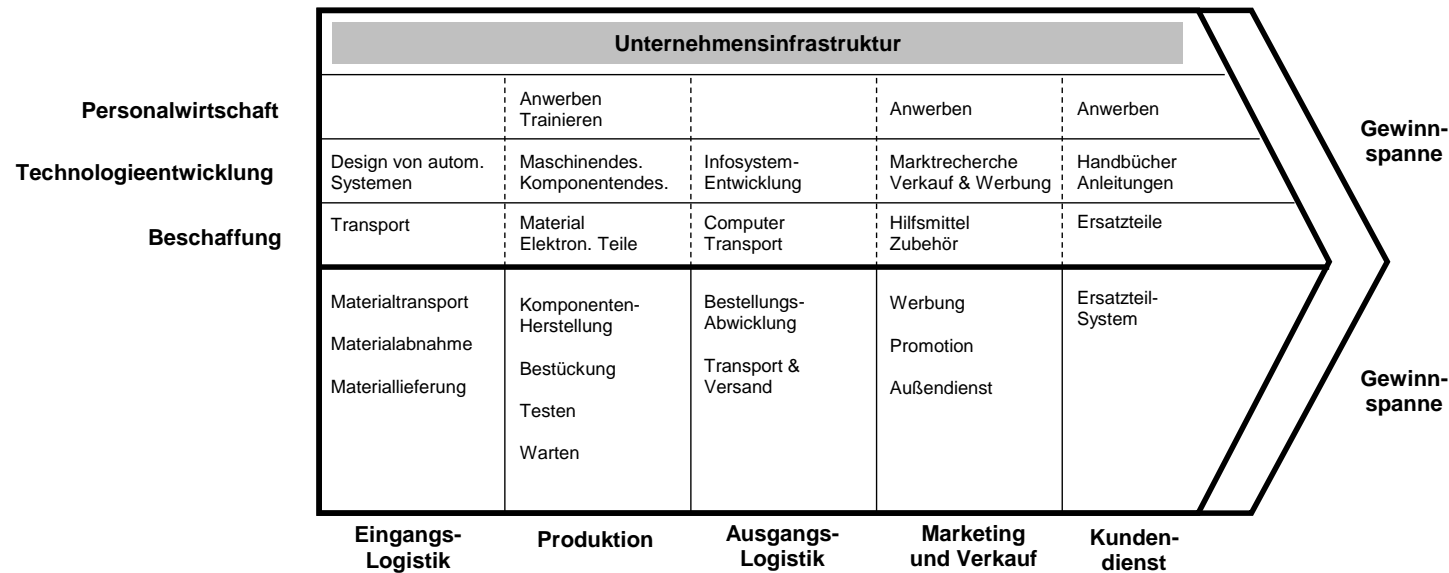 Unternehmensinfrastruktur
Personalwirtschaft
Anwerben
Trainieren
Anwerben
Anwerben
Technologieentwicklung
Design von autom.
Systemen
Maschinendes.
Komponentendes.
Infosystem-
Entwicklung
Marktrecherche
Verkauf & Werbung
Handbücher
Anleitungen
Beschaffung
Transport
Material
Elektron. Teile
Computer
Transport
Hilfsmittel
Zubehör
Ersatzteile
Gewinn-
spanne
Materialtransport
Materialabnahme
Materiallieferung
Komponenten-
Herstellung
Bestückung
Testen
Warten
Bestellungs-
Abwicklung
Transport &
Versand
Werbung
Promotion
Außendienst
Ersatzteil-
System
Gewinn-
spanne
Eingangs-
Logistik
Produktion
Ausgangs-
Logistik
Marketing
und Verkauf
Kunden-
dienst